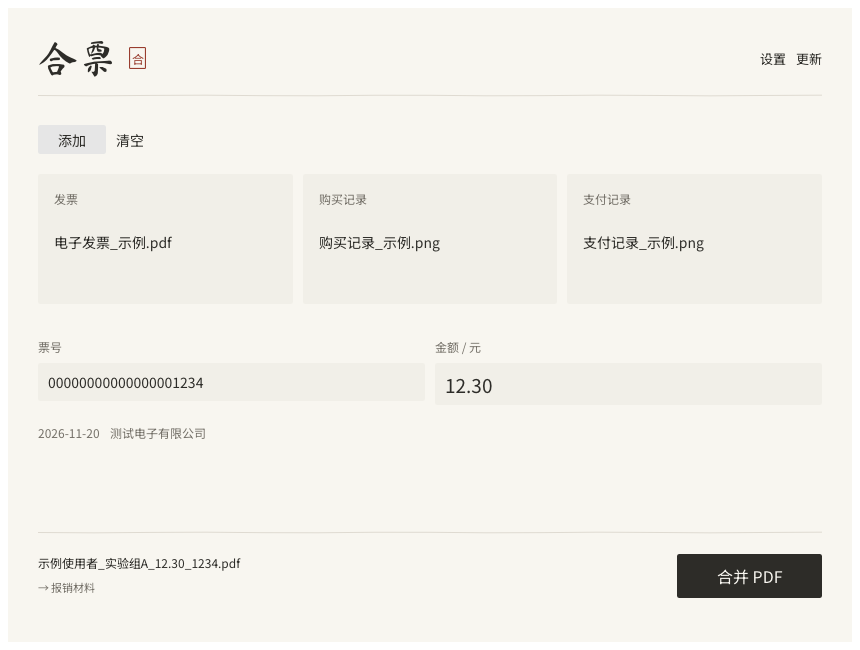 合票 合
设置 更新
添加 清空
发票
电子发票_示例.pdf
购买记录
购买记录_示例.png
支付记录
支付记录_示例.png
票号
00000000000000001234
金额 / 元
12.30
2026-11-20 测试电子有限公司
示例使用者_实验组A_12.30_1234.pdf
→ 报销材料
合并 PDF